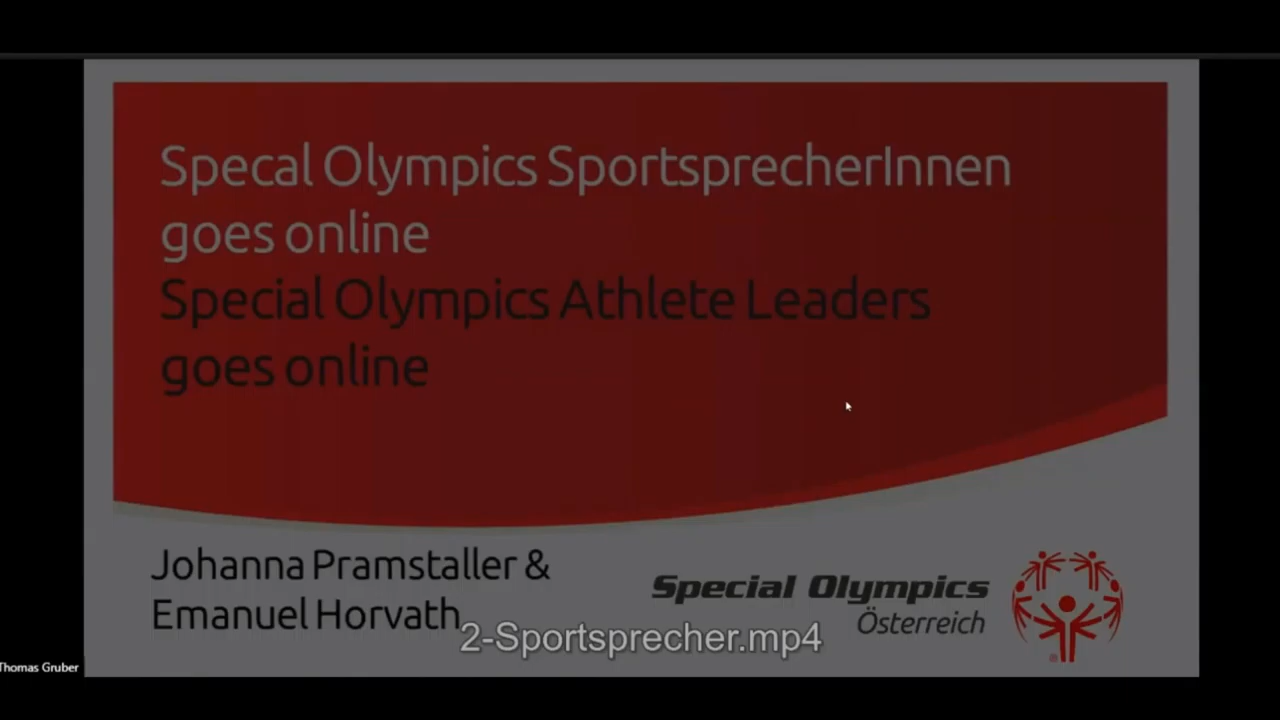 Specal Olympics SportsprecherInnen
goes online
Special Olympics Athlete Leaders
goes online
Johanna Pramstaller &
Emanuel Horvath
Special Olympics
Österreich
2-Sportsprecher.mp4
Thomas Gruber